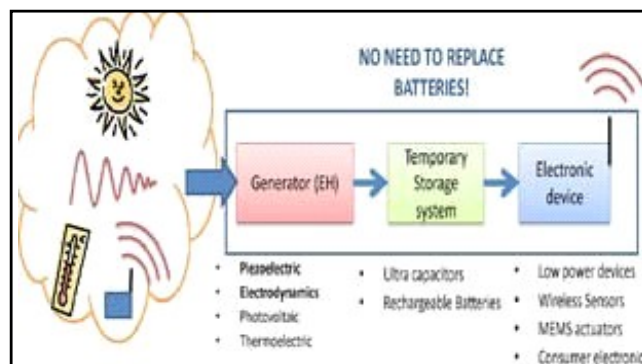 NO NEED TO REPLACE
BATTERIES!
Generator (EH)
Temporary
Storage
system
Electronic
device
• Piezoelectric
• Electrodynamics
• Photovoltaic
• Thermoelectric
• Ultra capacitors
• Rechargeable Batteries
• Low power devices
• Wireless Sensors
• MEMS actuators
• Consumer electronic